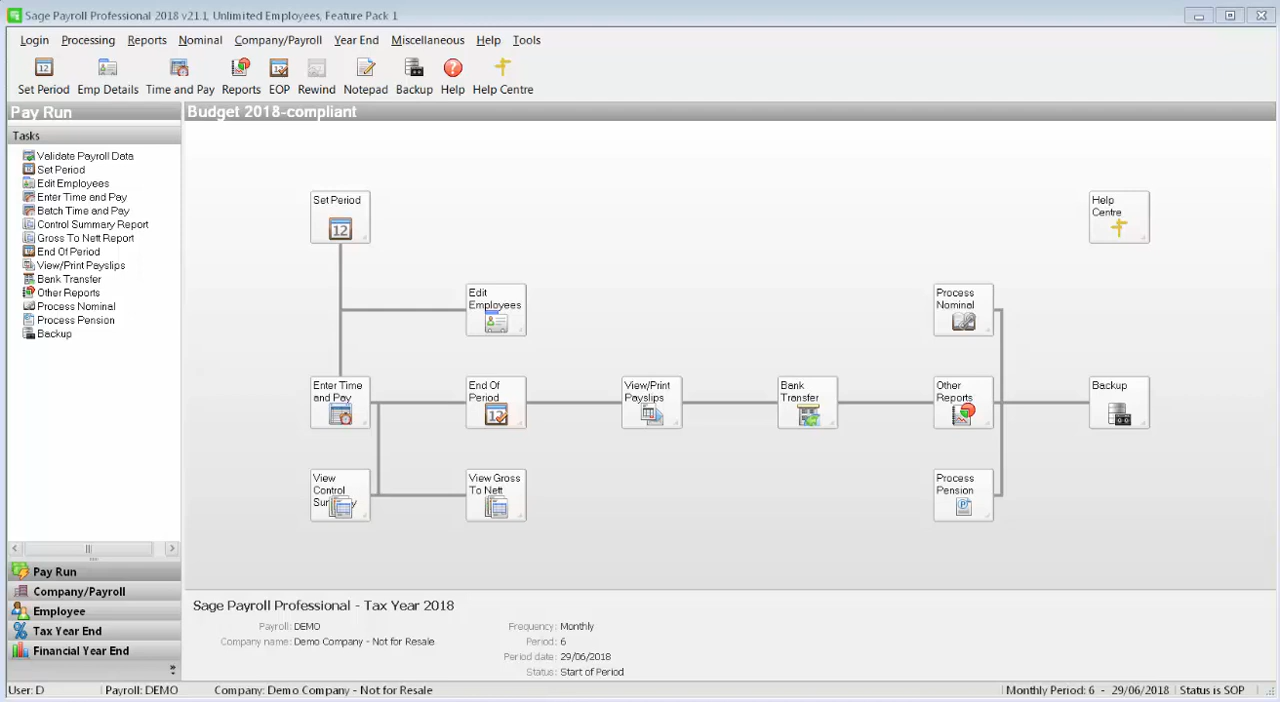 Sage Payroll Professional 2018 v21.1, Unlimited Employees, Feature Pack 1
Login Processing Reports Nominal Company/Payroll Year End Miscellaneous Help Tools
Set Period Emp Details Time and Pay Reports EOP Rewind Notepad Backup Help Help Centre
Pay Run
Budget 2018-compliant
Tasks
Validate Payroll Data
Set Period
Edit Employees
Enter Time and Pay
Batch Time and Pay
Control Summary Report
Gross To Nett Report
End Of Period
View/Print Payslips
Bank Transfer
Other Reports
Process Nominal
Process Pension
Backup
Set Period
12
Help
Centre
Edit
Employees
Process
Nominal
Enter Time
and Pay
End Of
Period
View/Print
Payslips
Bank
Transfer
Other
Reports
Backup
View
Control
View Gross
To Nett
Process
Pension
Pay Run
Company/Payroll
Employee
Tax Year End
Financial Year End
Sage Payroll Professional - Tax Year 2018
Payroll: DEMO
Company name: Demo Company - Not for Resale
Frequency: Monthly
Period: 6
Period date: 29/06/2018
Status: Start of Period
User: D Payroll: DEMO Company: Demo Company - Not for Resale Monthly Period: 6 - 29/06/2018 Status is SOP